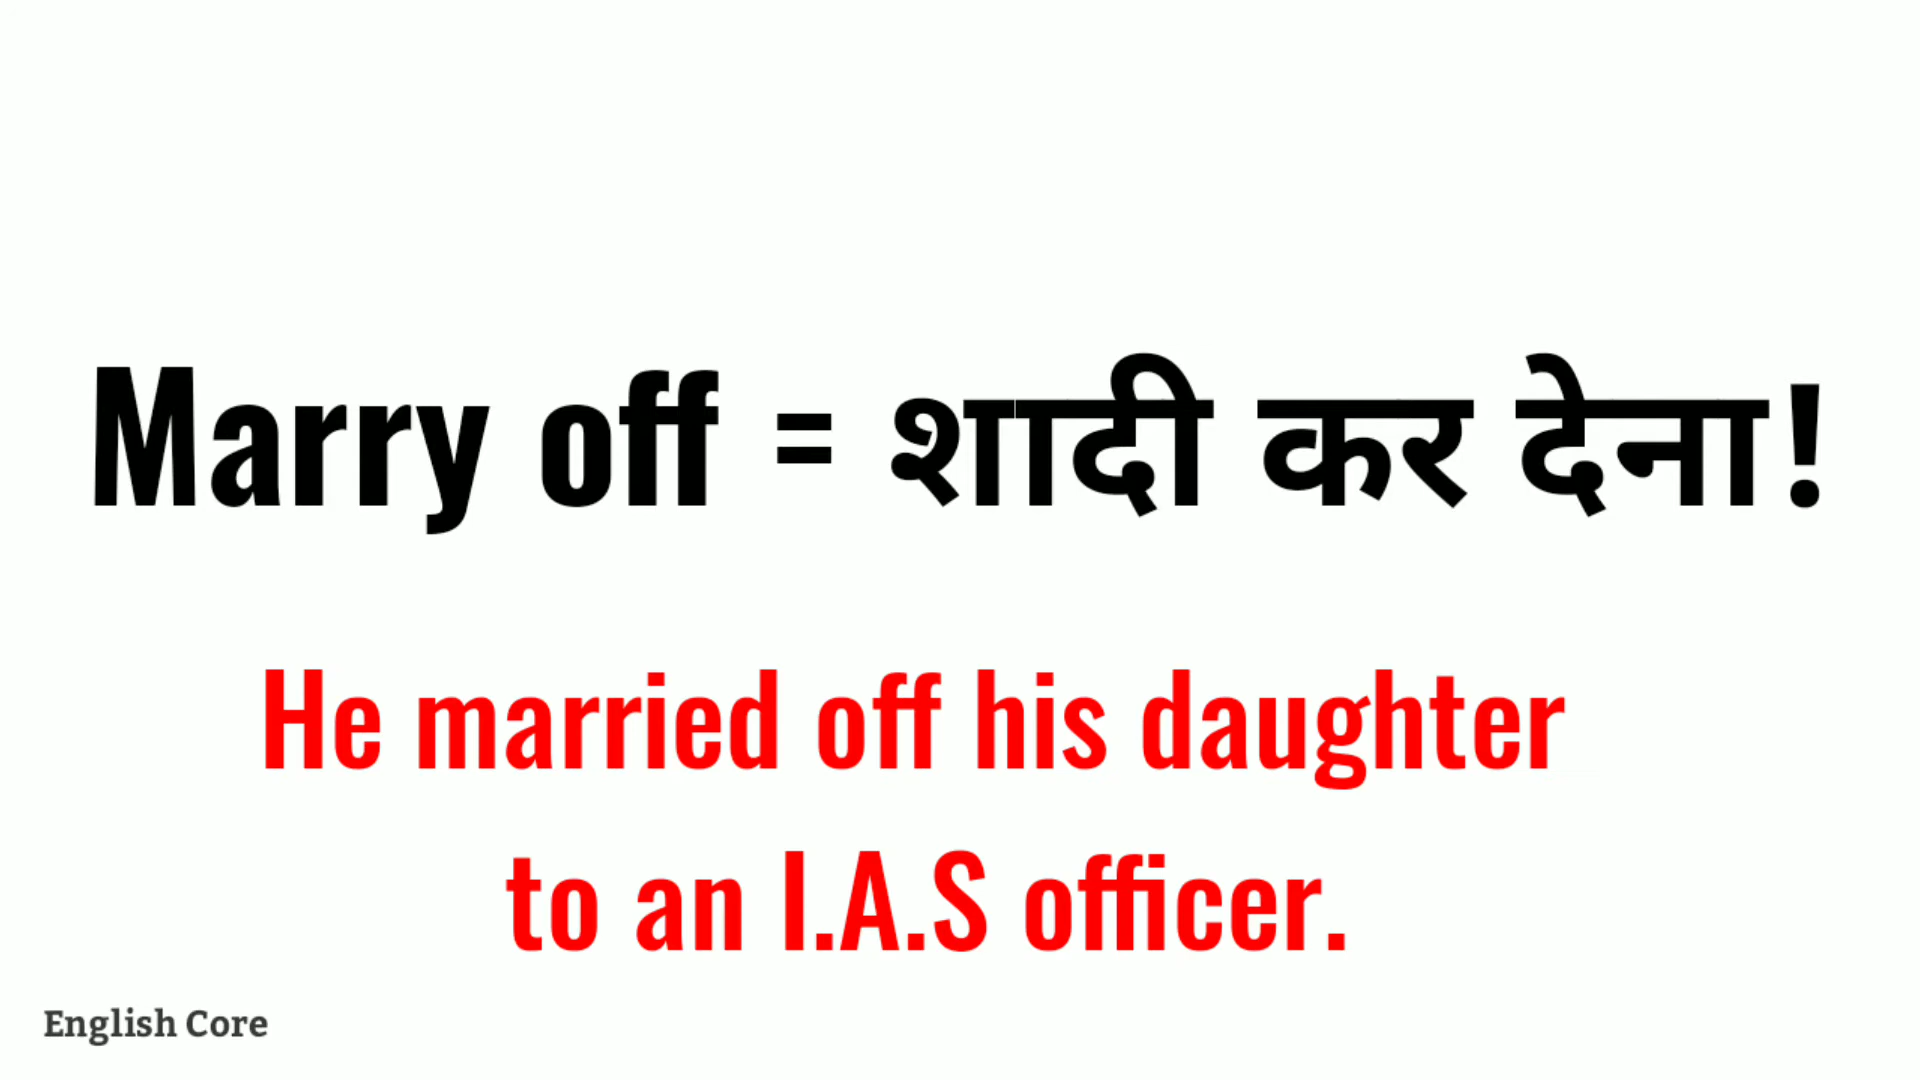 Marry off = शादी कर देना!
He married off his daughter
to an I.A.S officer.
English Core